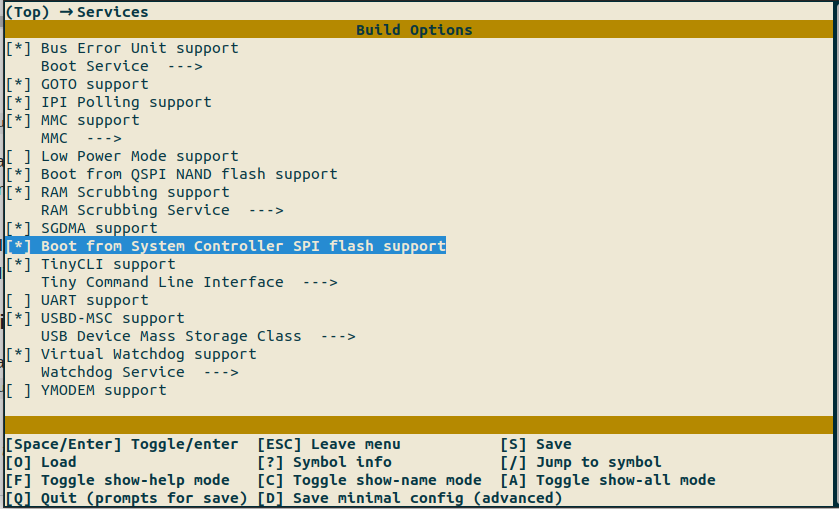 (Top) → Services
Build Options
[*] Bus Error Unit support
Boot Service --->
[*] GOTO support
[*] IPI Polling support
[*] MMC support
MMC --->
[ ] Low Power Mode support
[*] Boot from QSPI NAND flash support
[*] RAM Scrubbing support
RAM Scrubbing Service --->
[*] SGDMA support
[*] Boot from System Controller SPI flash support
[*] TinyCLI support
Tiny Command Line Interface --->
[ ] UART support
[*] USBD-MSC support
USB Device Mass Storage Class --->
[*] Virtual Watchdog support
Watchdog Service --->
[ ] YMODEM support
[Space/Enter] Toggle/enter [ESC] Leave menu [S] Save
[O] Load [?] Symbol info [/] Jump to symbol
[F] Toggle show-help mode [C] Toggle show-name mode [A] Toggle show-all mode
[Q] Quit (prompts for save) [D] Save minimal config (advanced)